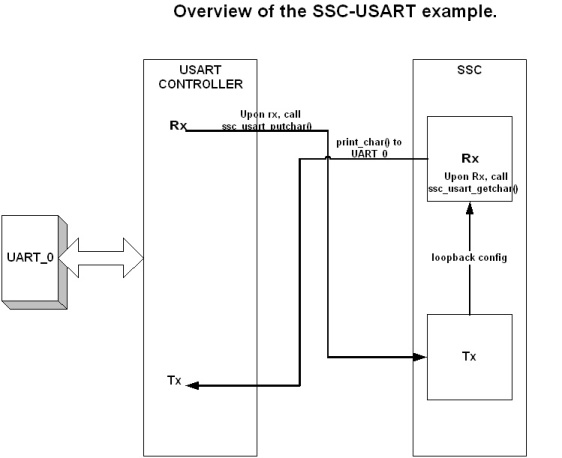 Overview of the SSC-USART example.
USART
CONTROLLER
SSC
Rx
Upon rx, call
ssc_usart_putchar()
print_char() to
UART_0
Rx
Upon Rx, call
ssc_usart_getchar()
UART_0
loopback config
Tx
Tx